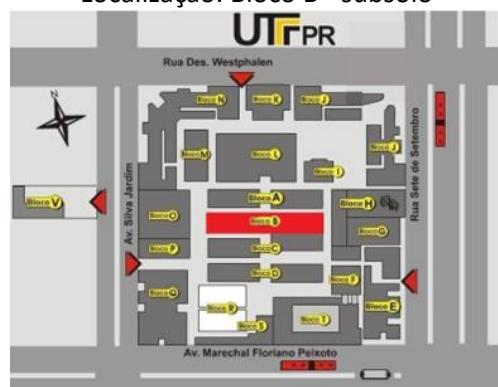 Localização: Bloco B - subsolo
UTFPR
Rua Des. Westphalen
N
Bloco N
Bloco K
Bloco J
Bloco M
Bloco L
Bloco J
Bloco I
Rua Sete de Setembro
Av. Silva Jardim
Bloco V
Bloco A
Bloco H
Bloco O
Bloco B
Bloco G
Bloco P
Bloco C
Bloco D
Bloco F
Bloco Q
Bloco R
Bloco E
Bloco S
Bloco T
Av. Marechal Floriano Peixoto